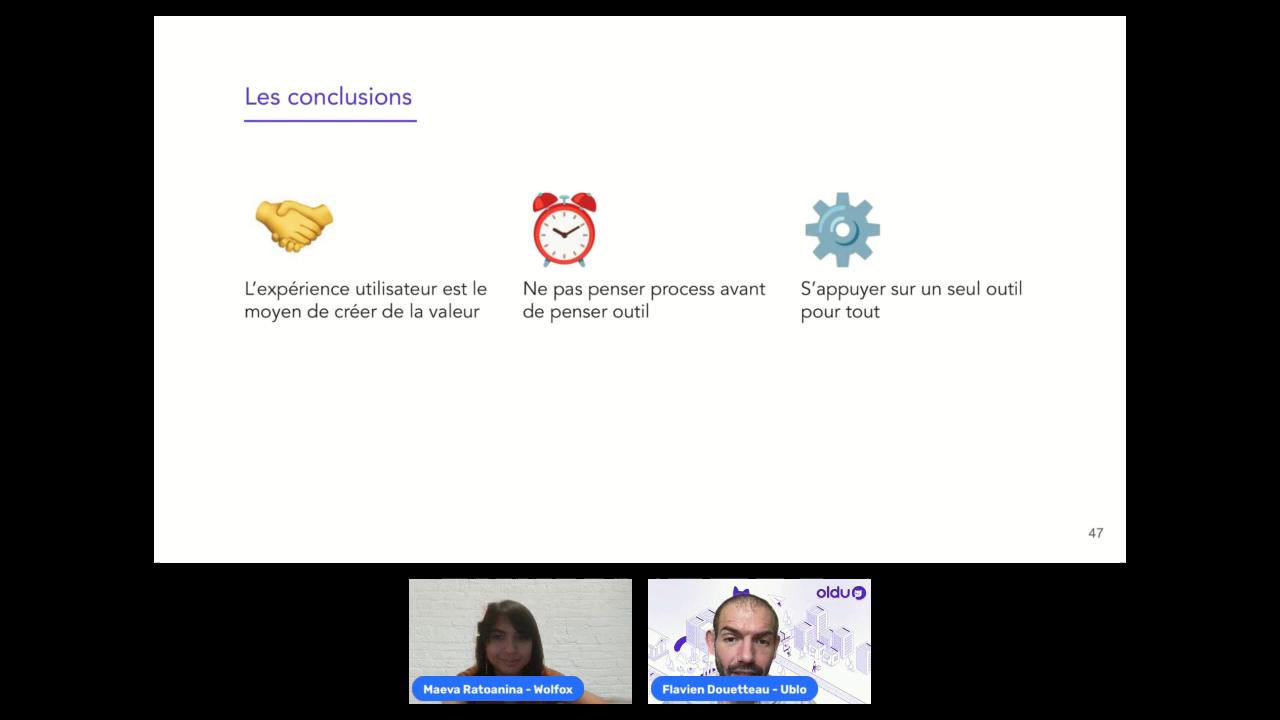 Les conclusions
L’expérience utilisateur est le
moyen de créer de la valeur
Ne pas penser process avant
de penser outil
S’appuyer sur un seul outil
pour tout
47
oldu
Maeva Ratoanina - Wolfox
Flavien Douetteau - Ublo